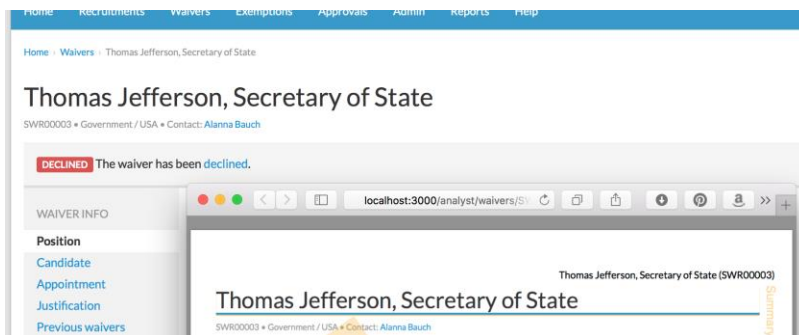 Home Recruitments Waivers Exemptions Approvals Admin Reports Help
Home › Waivers › Thomas Jefferson, Secretary of State
Thomas Jefferson, Secretary of State
SWR00003 • Government / USA • Contact: Alanna Bauch
DECLINED The waiver has been declined.
WAIVER INFO
Position
Candidate
Appointment
Justification
Previous waivers
localhost:3000/analyst/waivers/
Thomas Jefferson, Secretary of State (SWR00003)
Thomas Jefferson, Secretary of State
SWR00003 • Government / USA • Contact: Alanna Bauch
Summary